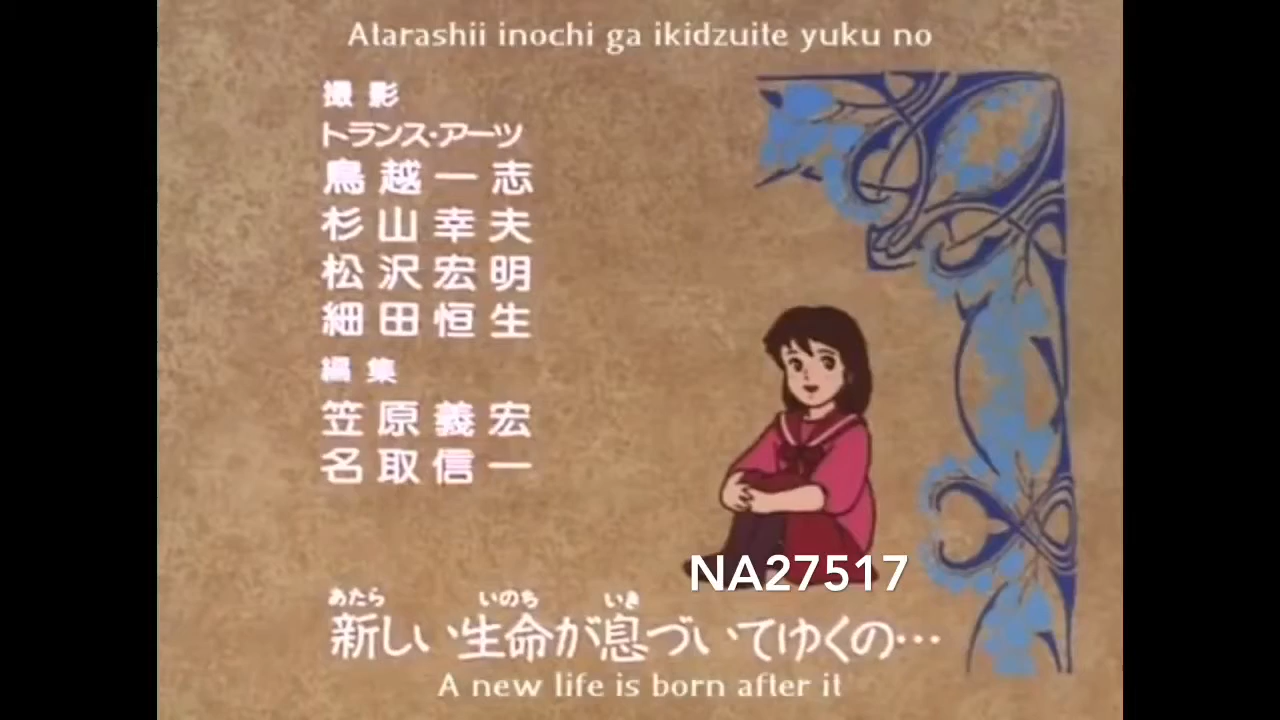 Atarashii inochi ga ikidzuite yuku no
撮影
トランス・アーツ
鳥越一志
杉山幸夫
松沢宏明
細田恒生
編集
笠原義宏
名取信一
NA27517
あたら いのち いき
新しい生命が息づいてゆくの…
A new life is born after it